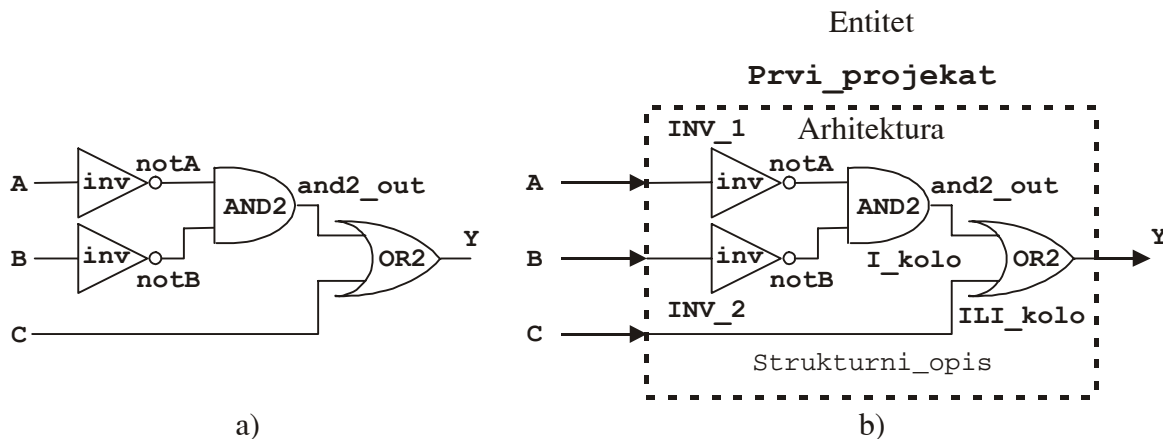 Entitet
Prvi_projekat
A
inv
notA
B
inv
notB
AND2
and2_out
OR2
Y
C
a)
INV_1
Arhitektura
A
inv
notA
B
inv
notB
AND2
and2_out
I_kolo
OR2
Y
INV_2
C
ILI_kolo
Strukturni_opis
b)